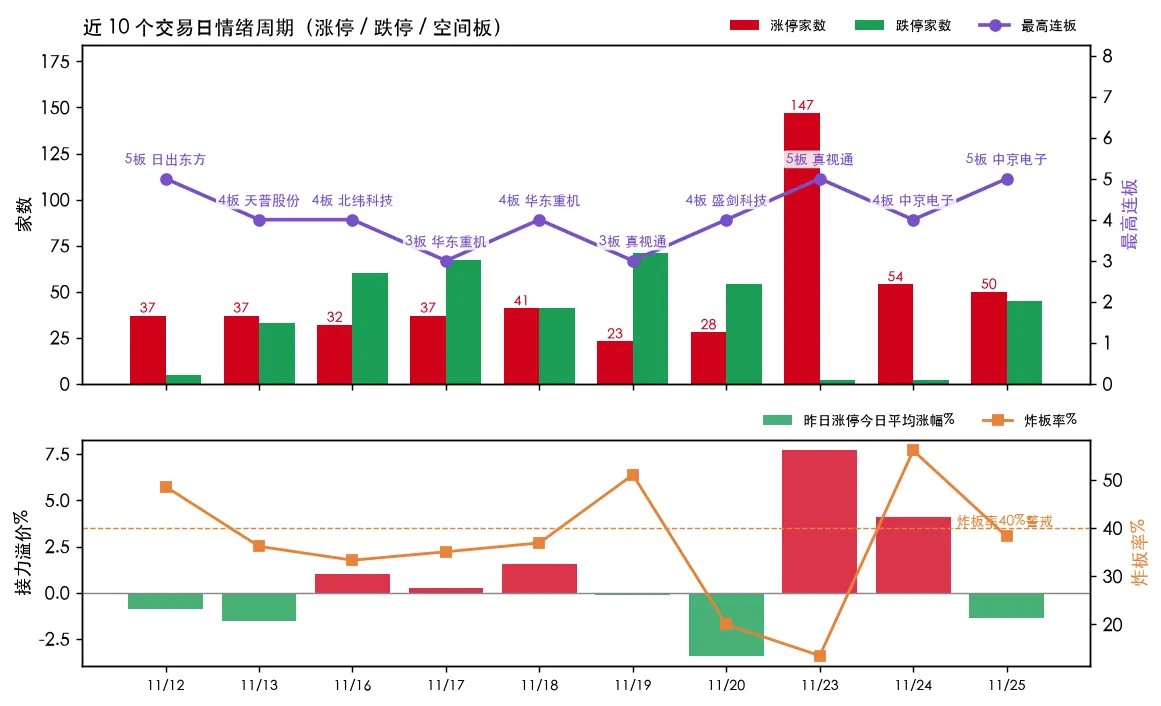 近 10 个交易日情绪周期（涨停 / 跌停 / 空间板）
涨停家数 跌停家数 最高连板
家数
175
150
125
100
75
50
25
0
8
7
6
5
4
3
2
1
0
最高连板
5板 日出东方
4板 天普股份
4板 北纬科技
3板 华东重机
4板 华东重机
3板 真视通
4板 盛剑科技
5板 真视通
4板 中京电子
5板 中京电子
37
37
32
37
41
23
28
147
54
50
昨日涨停今日平均涨幅% 炸板率%
接力溢价%
7.5
5.0
2.5
0.0
-2.5
50
40
30
20
炸板率%
炸板率40%警戒
11/12 11/13 11/16 11/17 11/18 11/19 11/20 11/23 11/24 11/25